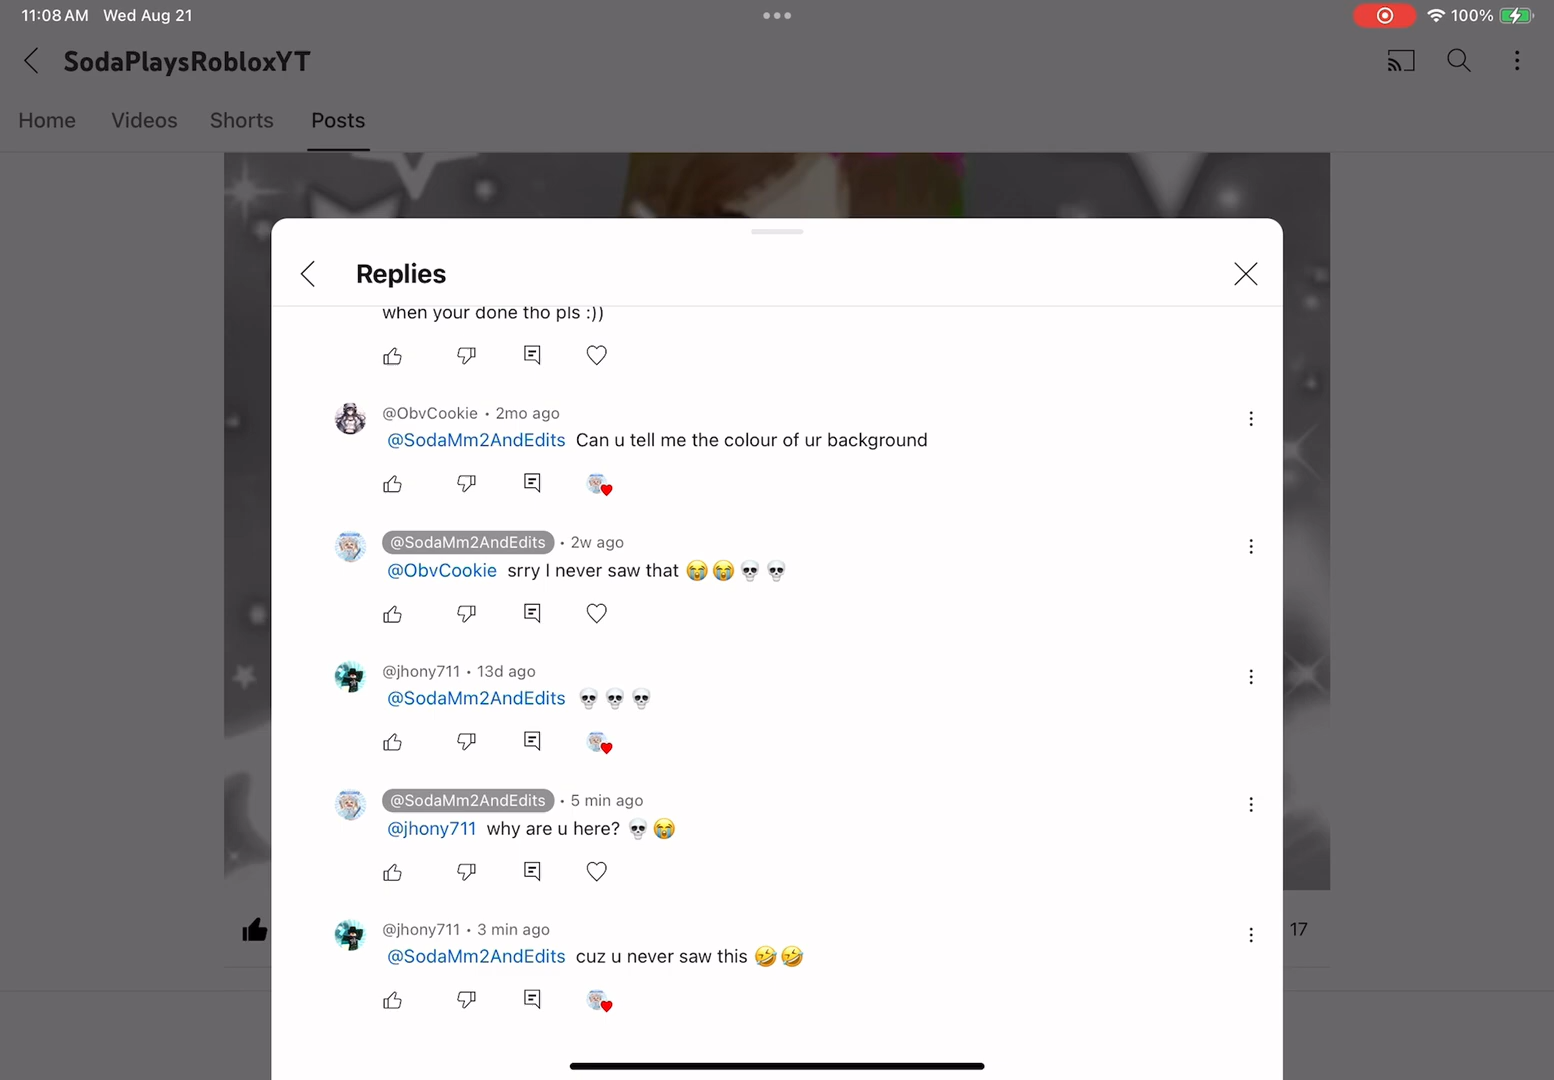 11:08 AM Wed Aug 21
100%
SodaPlaysRobloxYT
Home Videos Shorts Posts
Replies
when your done tho pls :))
@ObvCookie • 2mo ago
@SodaMm2AndEdits Can u tell me the colour of ur background
@SodaMm2AndEdits • 2w ago
@ObvCookie srry I never saw that 😭😭💀💀
@jhony711 • 13d ago
@SodaMm2AndEdits 💀💀💀
@SodaMm2AndEdits • 5 min ago
@jhony711 why are u here? 💀😭
@jhony711 • 3 min ago
17
@SodaMm2AndEdits cuz u never saw this 🤣🤣